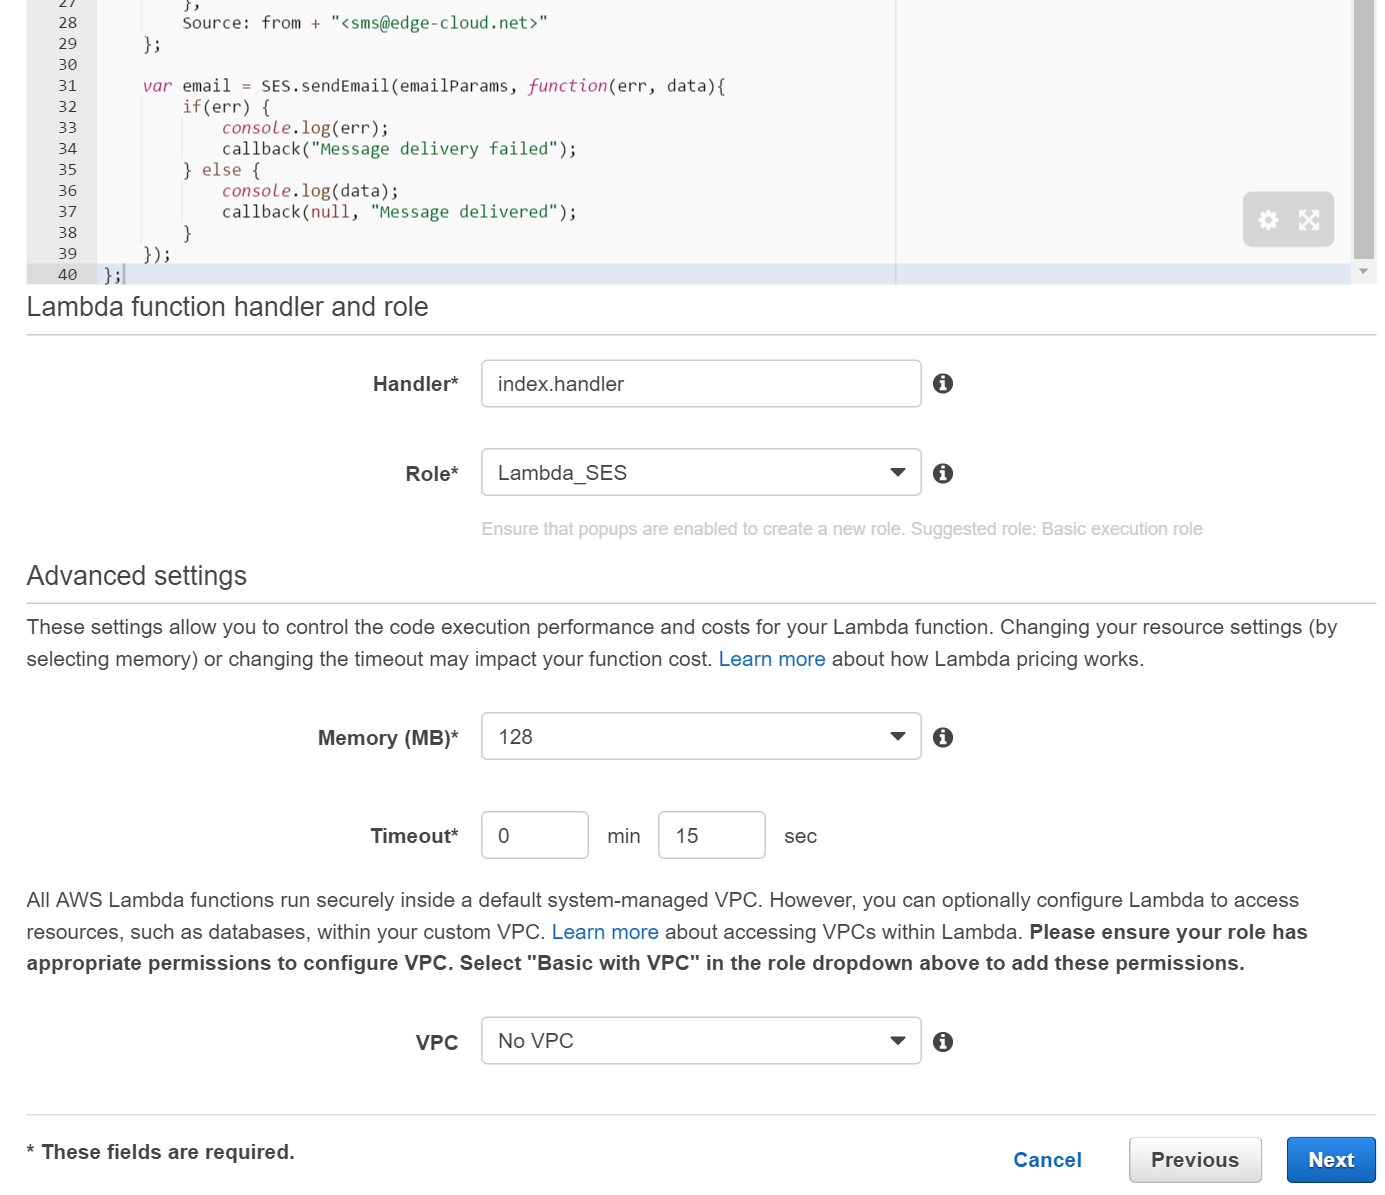 27 },
28 Source: from + "<sms@edge-cloud.net>"
29 };
30
31 var email = SES.sendEmail(emailParams, function(err, data){
32 if(err) {
33 console.log(err);
34 callback("Message delivery failed");
35 } else {
36 console.log(data);
37 callback(null, "Message delivered");
38 }
39 });
40 };
Lambda function handler and role
Handler* index.handler
Role* Lambda_SES
Ensure that popups are enabled to create a new role. Suggested role: Basic execution role
Advanced settings
These settings allow you to control the code execution performance and costs for your Lambda function. Changing your resource settings (by
selecting memory) or changing the timeout may impact your function cost. Learn more about how Lambda pricing works.
Memory (MB)* 128
Timeout* 0 min 15 sec
All AWS Lambda functions run securely inside a default system-managed VPC. However, you can optionally configure Lambda to access
resources, such as databases, within your custom VPC. Learn more about accessing VPCs within Lambda. Please ensure your role has
appropriate permissions to configure VPC. Select "Basic with VPC" in the role dropdown above to add these permissions.
VPC No VPC
* These fields are required.
Cancel Previous Next